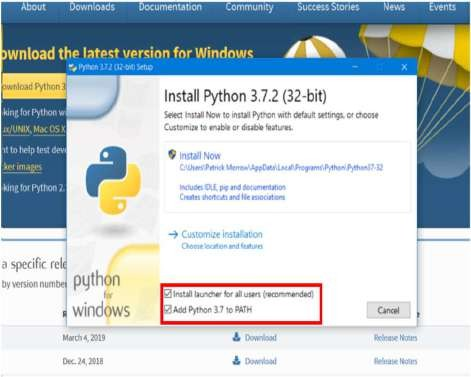 About Downloads Documentation Community Success Stories News Events
ownload the latest version for Windows
ownload Python 3
Python 3.7.2 (32-bit) Setup
Install Python 3.7.2 (32-bit)
Select Install Now to install Python with default settings, or choose
Customize to enable or disable features.
king for Python wi
ux/UNIX, Mac OS X
Install Now
C:\Users\Patrick Morrow\AppData\Local\Programs\Python\Python37-32
nt to help test deve
ker images
king for Python 2.
Includes IDLE, pip and documentation
Creates shortcuts and file associations
Customize installation
Choose location and features
a specific rele
by version number
python
for
windows
Install launcher for all users (recommended)
Add Python 3.7 to PATH
Cancel
March 4, 2019 Download Release Notes
Dec. 24, 2018 Download Release Notes